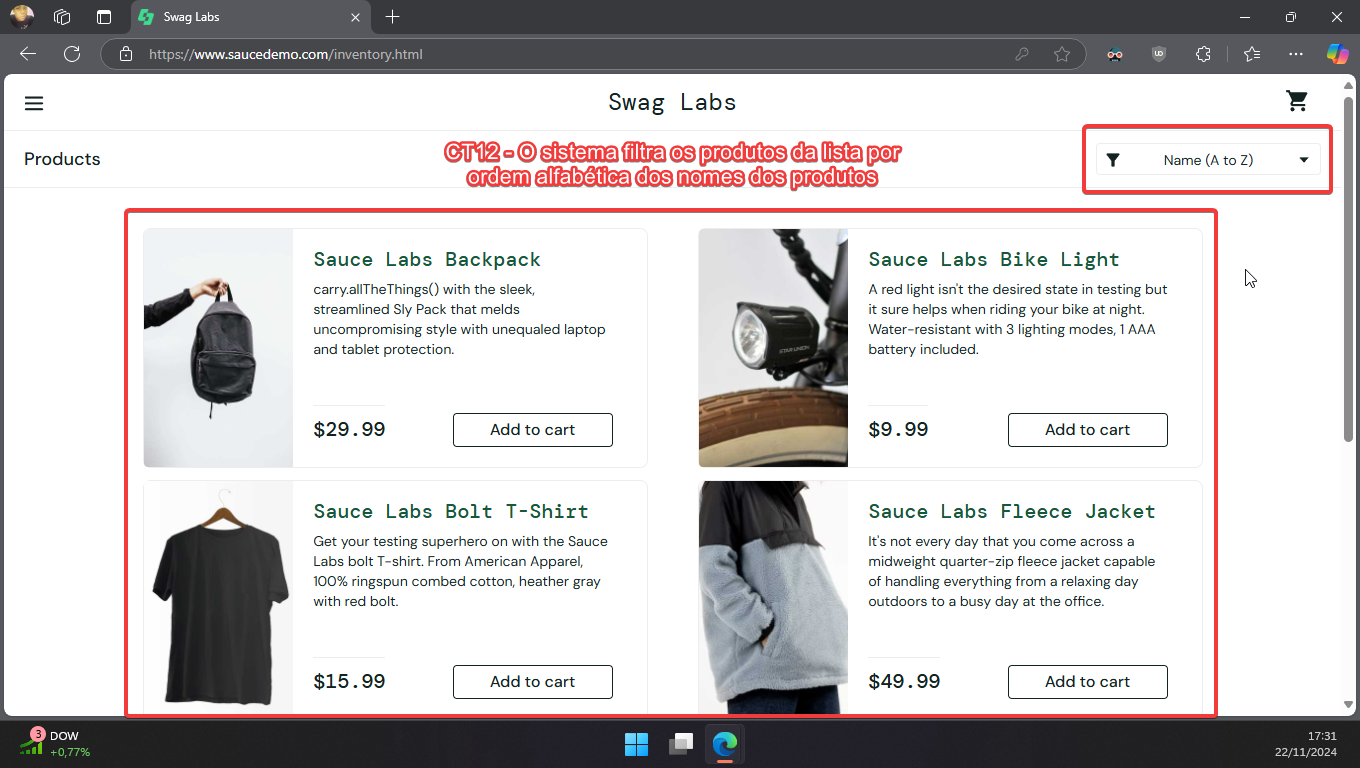 Swag Labs
https://www.saucedemo.com/inventory.html
UD
Swag Labs
Products
CT12 - O sistema filtra os produtos da lista por
ordem alfabética dos nomes dos produtos
Name (A to Z)
Sauce Labs Backpack
carry.allTheThings() with the sleek,
streamlined Sly Pack that melds
uncompromising style with unequaled laptop
and tablet protection.
$29.99
Add to cart
Sauce Labs Bike Light
A red light isn't the desired state in testing but
it sure helps when riding your bike at night.
Water-resistant with 3 lighting modes, 1 AAA
battery included.
STAR UNION
$9.99
Add to cart
Sauce Labs Bolt T-Shirt
Get your testing superhero on with the Sauce
Labs bolt T-shirt. From American Apparel,
100% ringspun combed cotton, heather gray
with red bolt.
$15.99
Add to cart
Sauce Labs Fleece Jacket
It's not every day that you come across a
midweight quarter-zip fleece jacket capable
of handling everything from a relaxing day
outdoors to a busy day at the office.
$49.99
Add to cart
3
DOW
+0,77%
17:31
22/11/2024